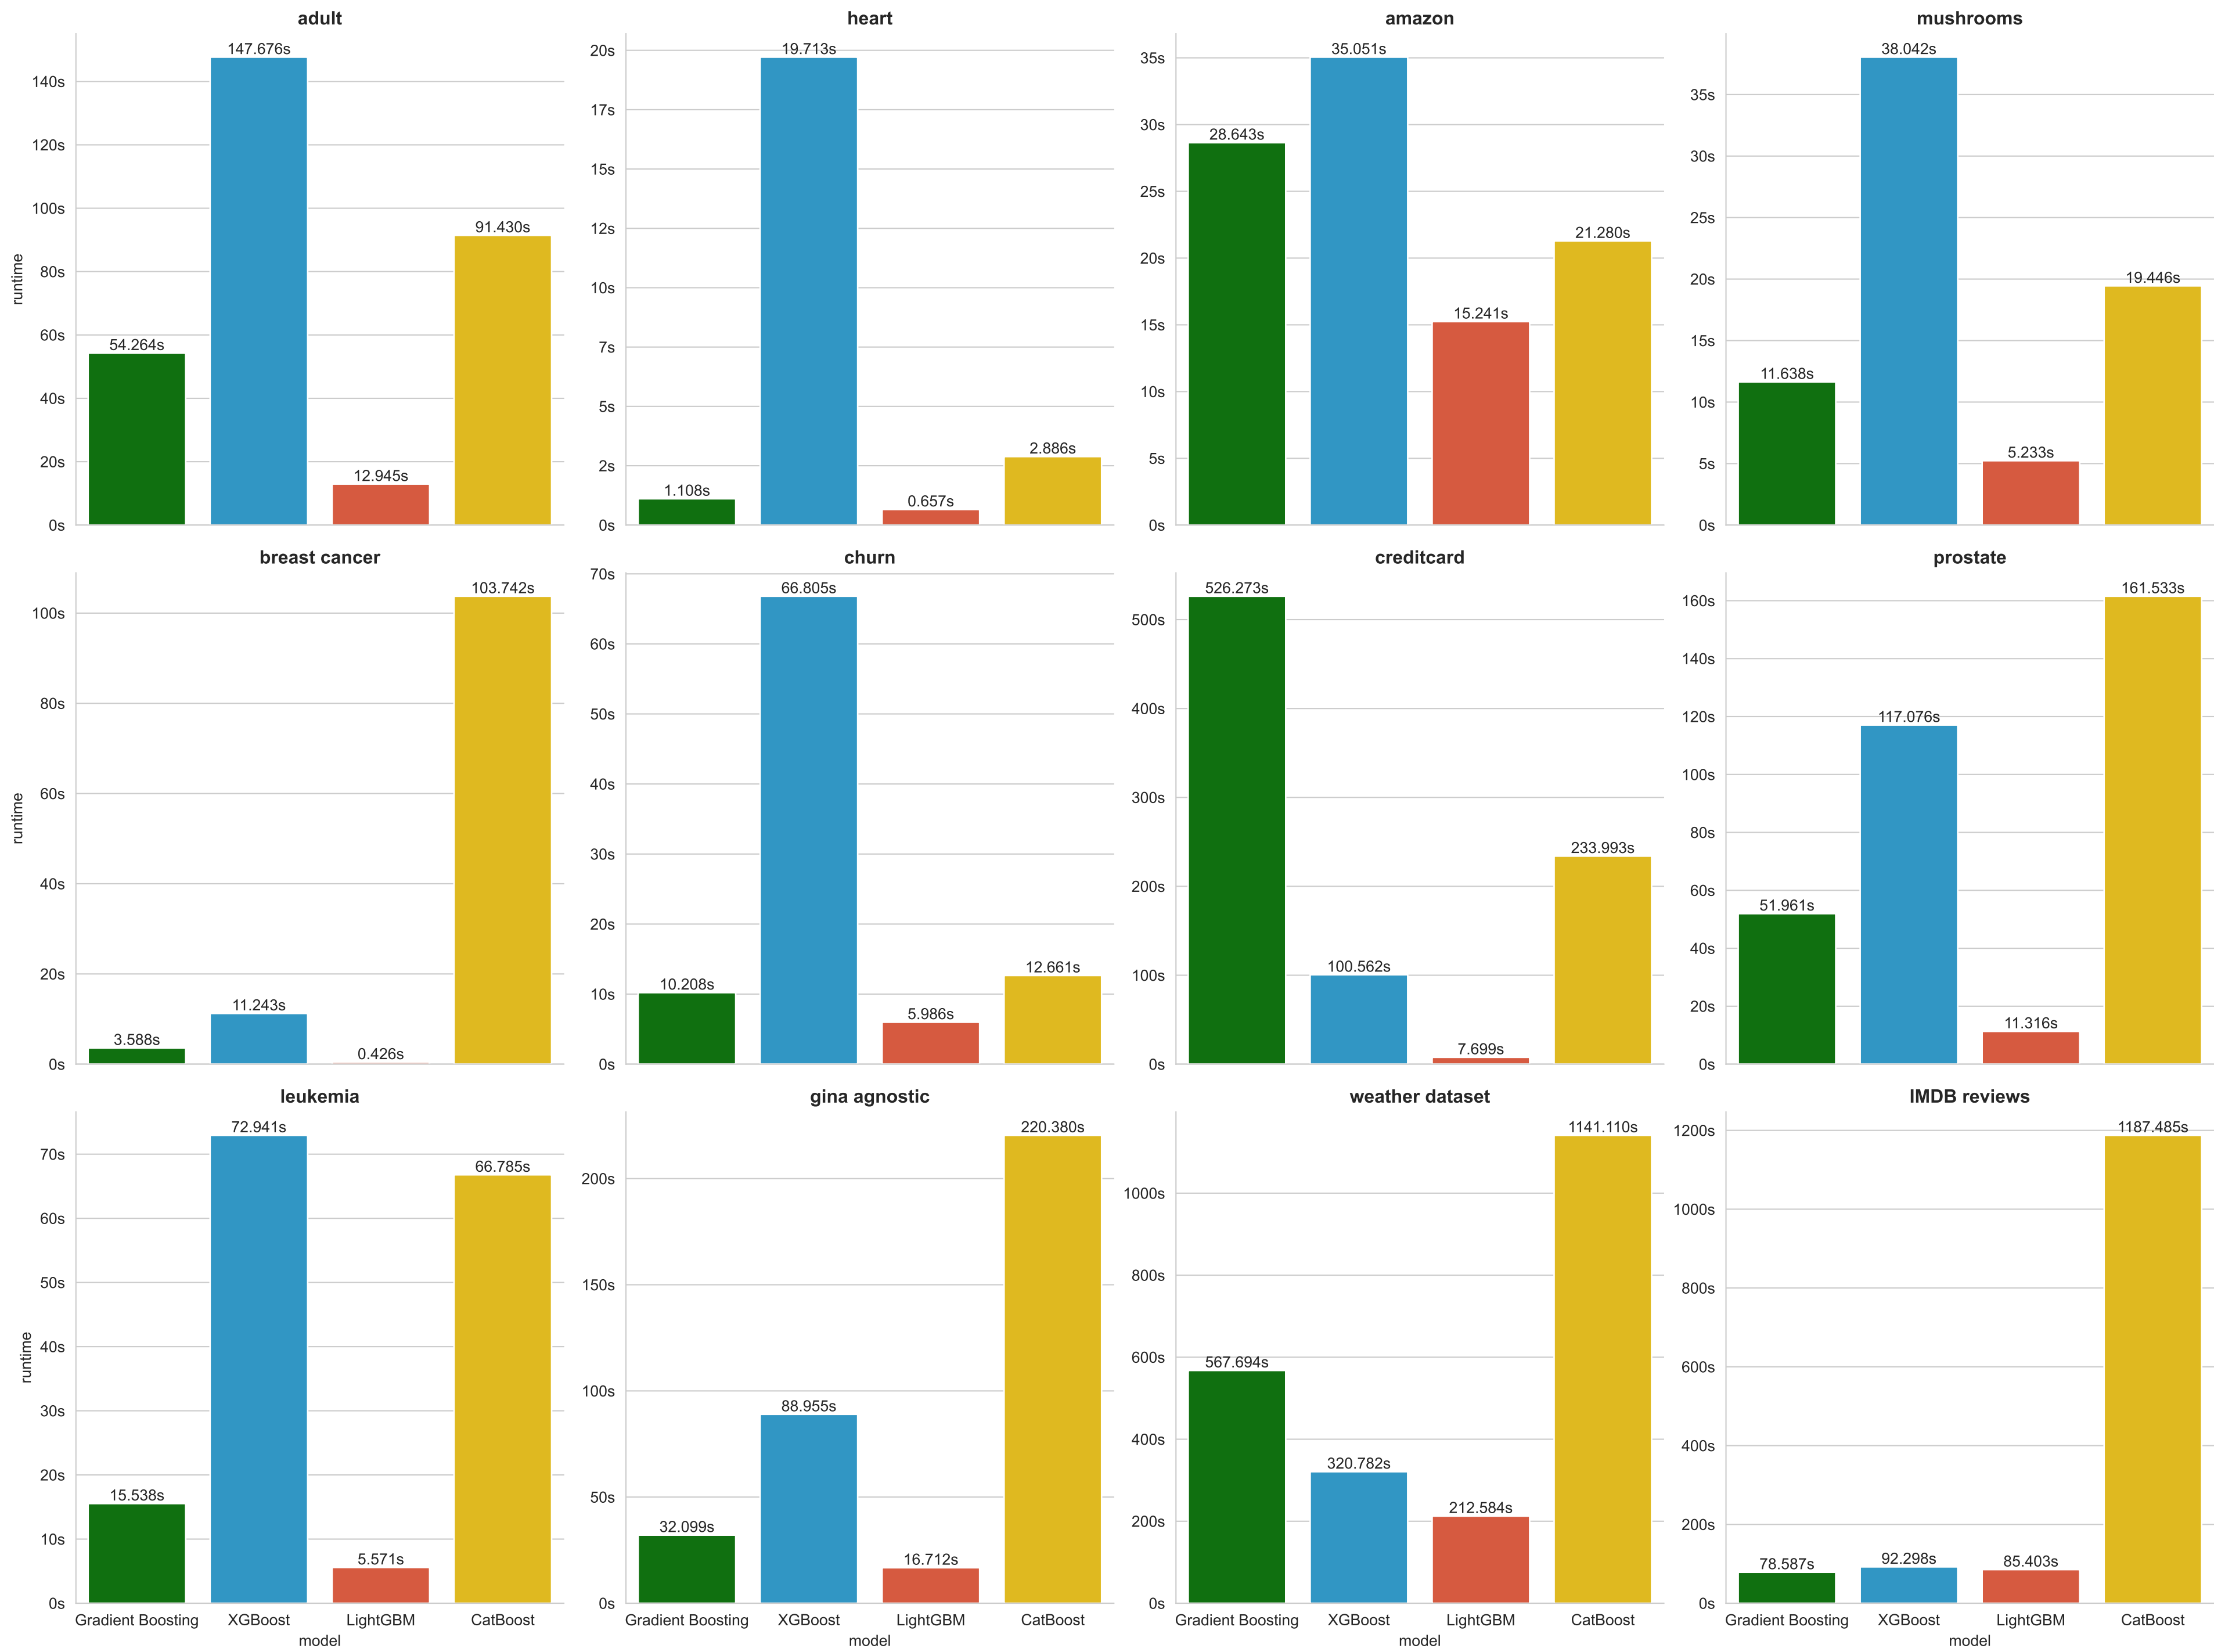 adult
147.676s
140s
120s
100s
91.430s
80s
60s
54.264s
40s
20s
12.945s
0s
runtime
heart
20s
19.713s
17s
15s
12s
10s
7s
5s
2.886s
2s
1.108s
0.657s
0s
amazon
35.051s
35s
30s
28.643s
25s
21.280s
20s
15.241s
15s
10s
5s
0s
mushrooms
38.042s
35s
30s
25s
20s
19.446s
15s
11.638s
10s
5.233s
5s
0s
breast cancer
103.742s
100s
80s
60s
40s
20s
11.243s
3.588s
0.426s
0s
runtime
churn
70s
66.805s
60s
50s
40s
30s
20s
12.661s
10.208s
10s
5.986s
0s
creditcard
526.273s
500s
400s
300s
233.993s
200s
100.562s
100s
7.699s
0s
prostate
161.533s
160s
140s
120s
117.076s
100s
80s
60s
51.961s
40s
20s
11.316s
0s
leukemia
72.941s
70s
66.785s
60s
50s
40s
30s
20s
15.538s
10s
5.571s
0s
runtime
Gradient Boosting XGBoost LightGBM CatBoost
model
gina agnostic
220.380s
200s
150s
100s
88.955s
50s
32.099s
16.712s
0s
Gradient Boosting XGBoost LightGBM CatBoost
model
weather dataset
1141.110s
1000s
800s
600s
567.694s
400s
320.782s
212.584s
200s
0s
Gradient Boosting XGBoost LightGBM CatBoost
model
IMDB reviews
1200s
1187.485s
1000s
800s
600s
400s
200s
78.587s
92.298s
85.403s
0s
Gradient Boosting XGBoost LightGBM CatBoost
model